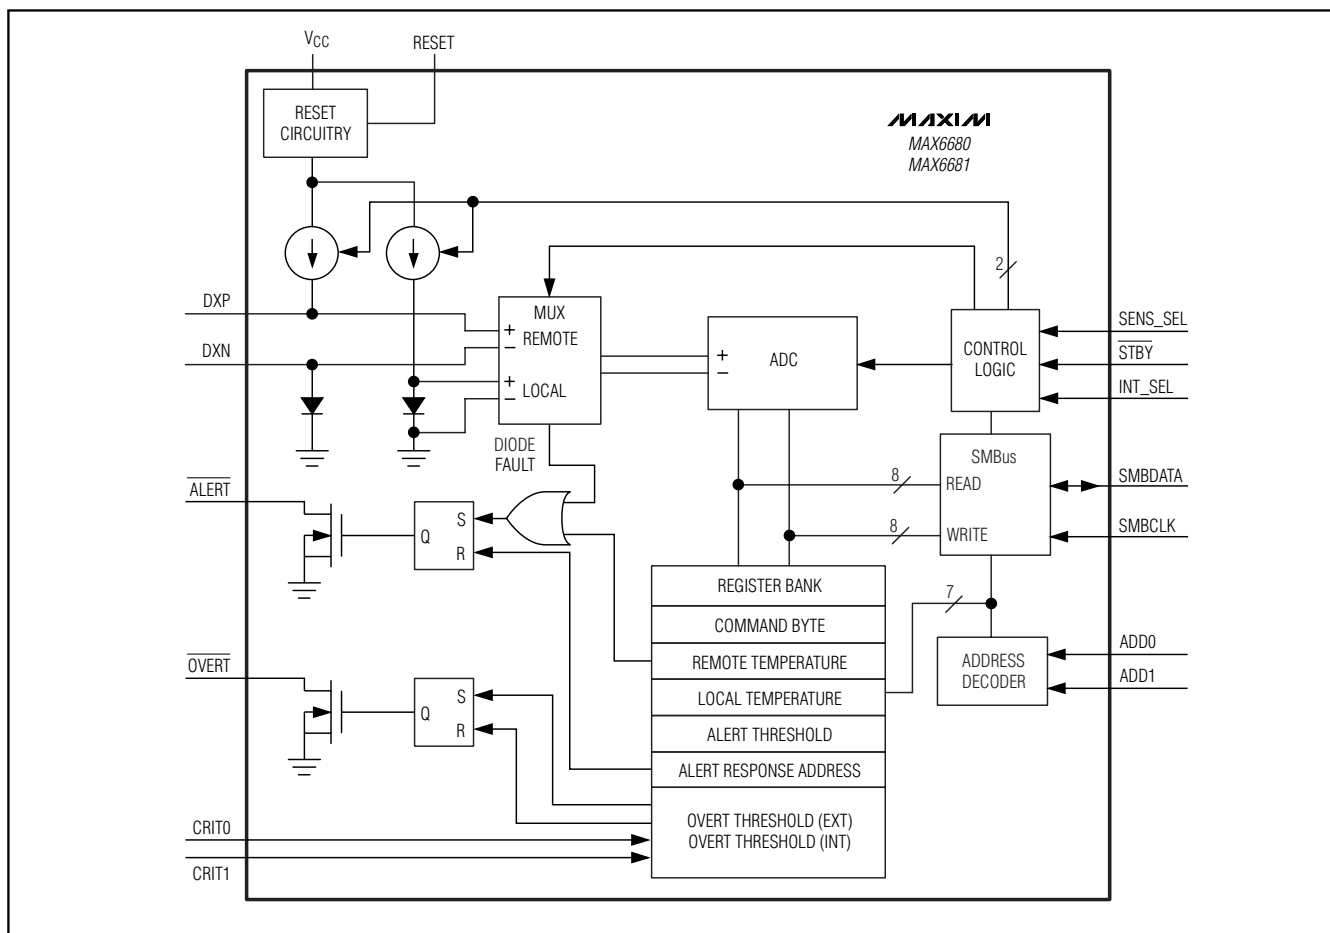 VCC
RESET
RESET
CIRCUITRY
MAXIM
MAX6680
MAX6681
2
DXP
MUX
+
REMOTE
−
DXN
+
LOCAL
−
+
ADC
−
CONTROL
LOGIC
SENS_SEL
STBY
INT_SEL
DIODE
FAULT
SMBus
8
READ
SMBDATA
8
WRITE
SMBCLK
ALERT
S
Q
R
REGISTER BANK
COMMAND BYTE
REMOTE TEMPERATURE
LOCAL TEMPERATURE
ALERT THRESHOLD
ALERT RESPONSE ADDRESS
OVERT THRESHOLD (EXT)
OVERT THRESHOLD (INT)
7
ADDRESS
DECODER
ADD0
ADD1
OVERT
S
Q
R
CRIT0
CRIT1